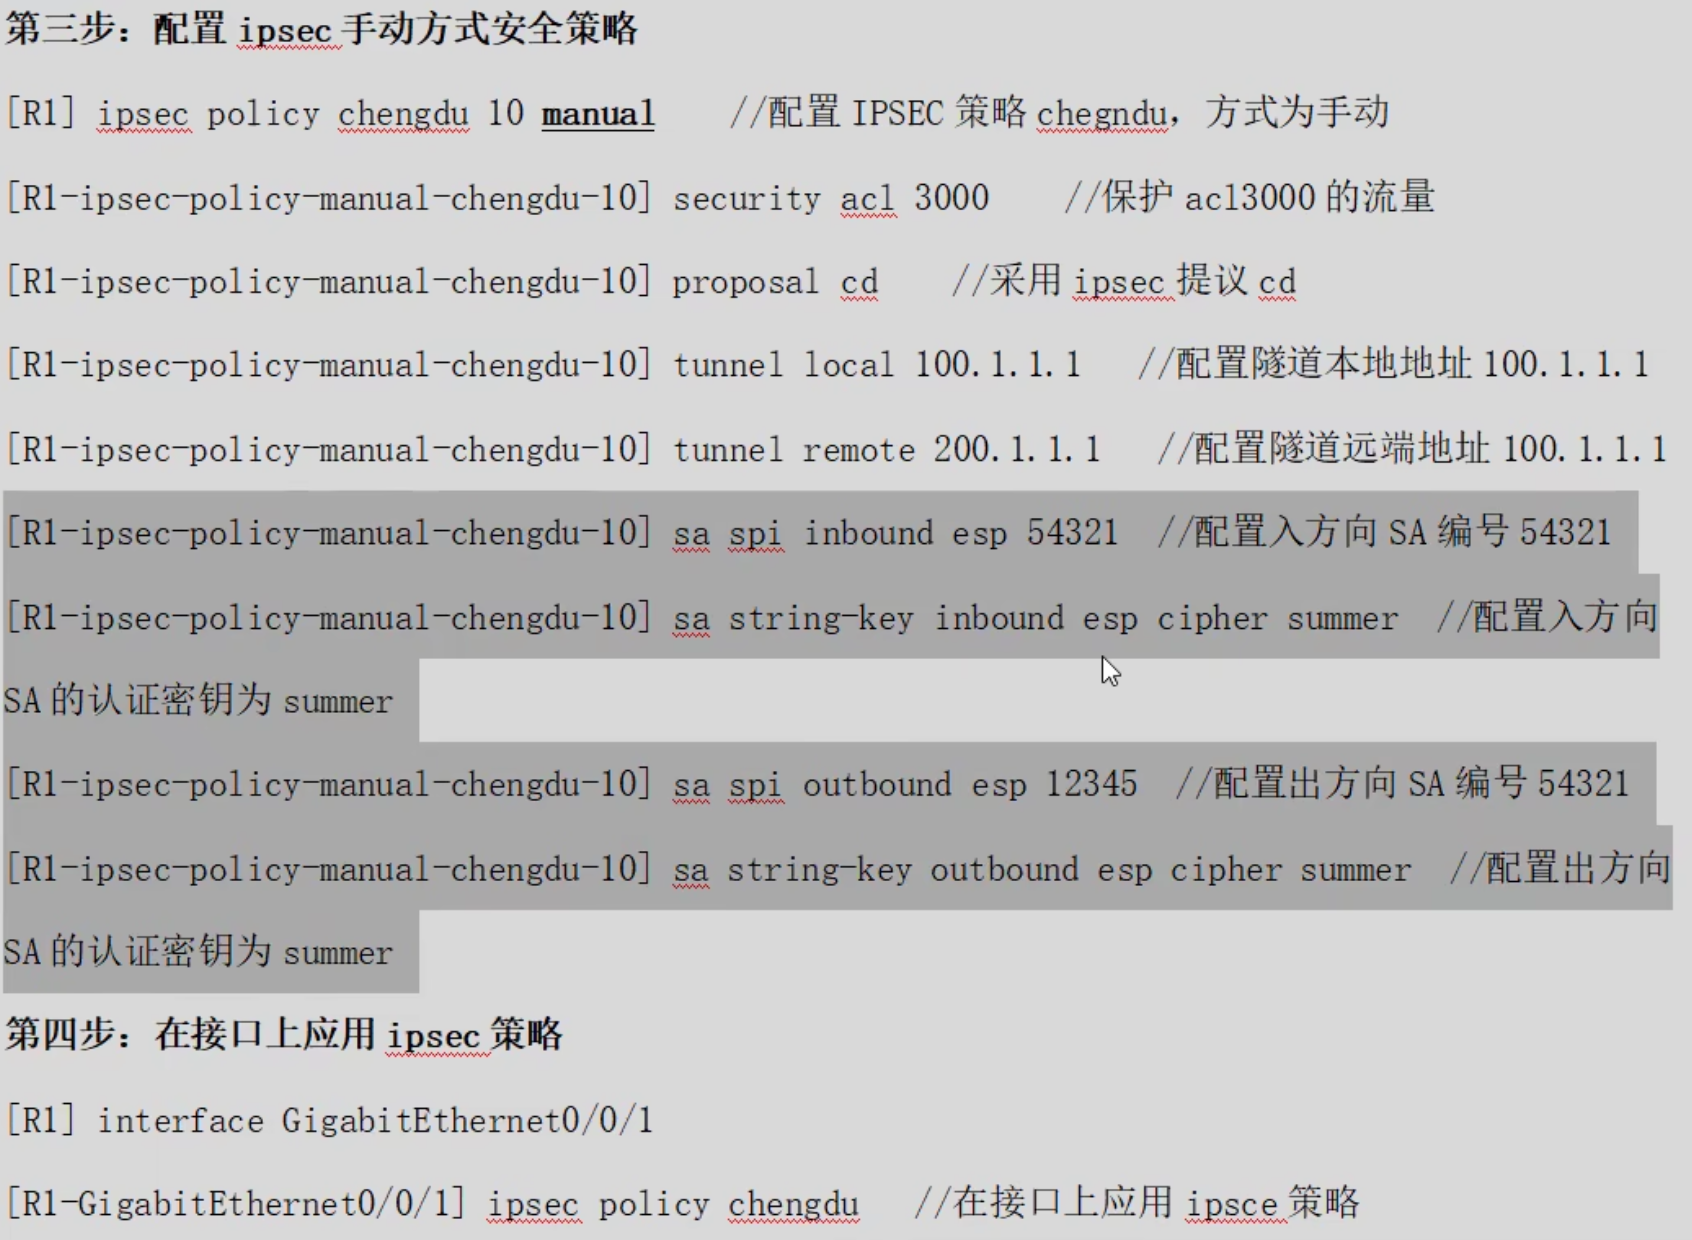 第三步：配置 ipsec 手动方式安全策略
[R1] ipsec policy chengdu 10 manual //配置 IPSEC 策略 chegndu，方式为手动
[R1-ipsec-policy-manual-chengdu-10] security acl 3000 //保护 acl3000 的流量
[R1-ipsec-policy-manual-chengdu-10] proposal cd //采用 ipsec 提议 cd
[R1-ipsec-policy-manual-chengdu-10] tunnel local 100.1.1.1 //配置隧道本地地址 100.1.1.1
[R1-ipsec-policy-manual-chengdu-10] tunnel remote 200.1.1.1 //配置隧道远端地址 100.1.1.1
[R1-ipsec-policy-manual-chengdu-10] sa spi inbound esp 54321 //配置入方向 SA 编号 54321
[R1-ipsec-policy-manual-chengdu-10] sa string-key inbound esp cipher summer //配置入方向
SA 的认证密钥为 summer
[R1-ipsec-policy-manual-chengdu-10] sa spi outbound esp 12345 //配置出方向 SA 编号 54321
[R1-ipsec-policy-manual-chengdu-10] sa string-key outbound esp cipher summer //配置出方向
SA 的认证密钥为 summer
第四步：在接口上应用 ipsec 策略
[R1] interface GigabitEthernet0/0/1
[R1-GigabitEthernet0/0/1] ipsec policy chengdu //在接口上应用 ipsce 策略